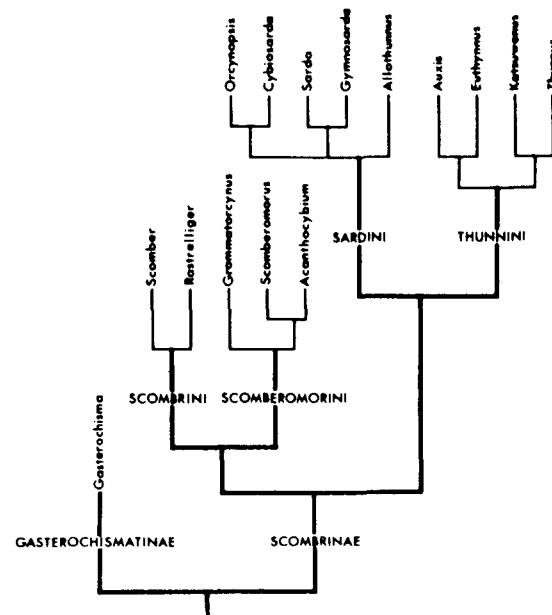 Orcynopsis
Cybiosarda
Sarda
Gymnosarda
Allothunnus
Auxis
Euthynnus
Katsuwonus
SARDINI
THUNNINI
Scomber
Rastrelliger
Grammatorcynus
Scomberomorus
Acanthocybium
SCOMBRINI
SCOMBEROMORINI
Gasterochisma
GASTEROCHISMATINAE
SCOMBRINAE